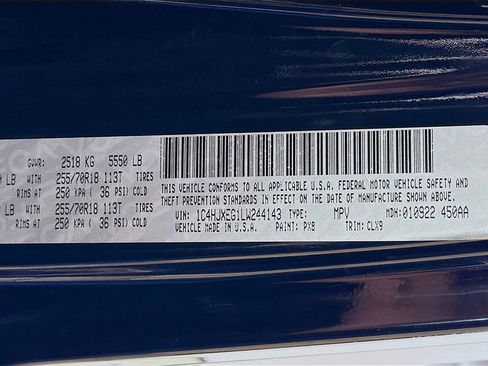 GVWR: 2518 KG 5550 LB
LB WITH 255/70R18 113T TIRES
RIMS AT 250 KPA ( 36 PSI) COLD
LB WITH 255/70R18 113T TIRES
RIMS AT 250 KPA ( 36 PSI) COLD
THIS VEHICLE CONFORMS TO ALL APPLICABLE U.S.A. FEDERAL MOTOR VEHICLE SAFETY AND
THEFT PREVENTION STANDARDS IN EFFECT ON THE DATE OF MANUFACTURE SHOWN ABOVE.
VIN: 1C4HJXEG1LW244143 TYPE: MPV MDH: 010922 450AA
VEHICLE MADE IN U.S.A. PAINT: PX8 TRIM: CLX9